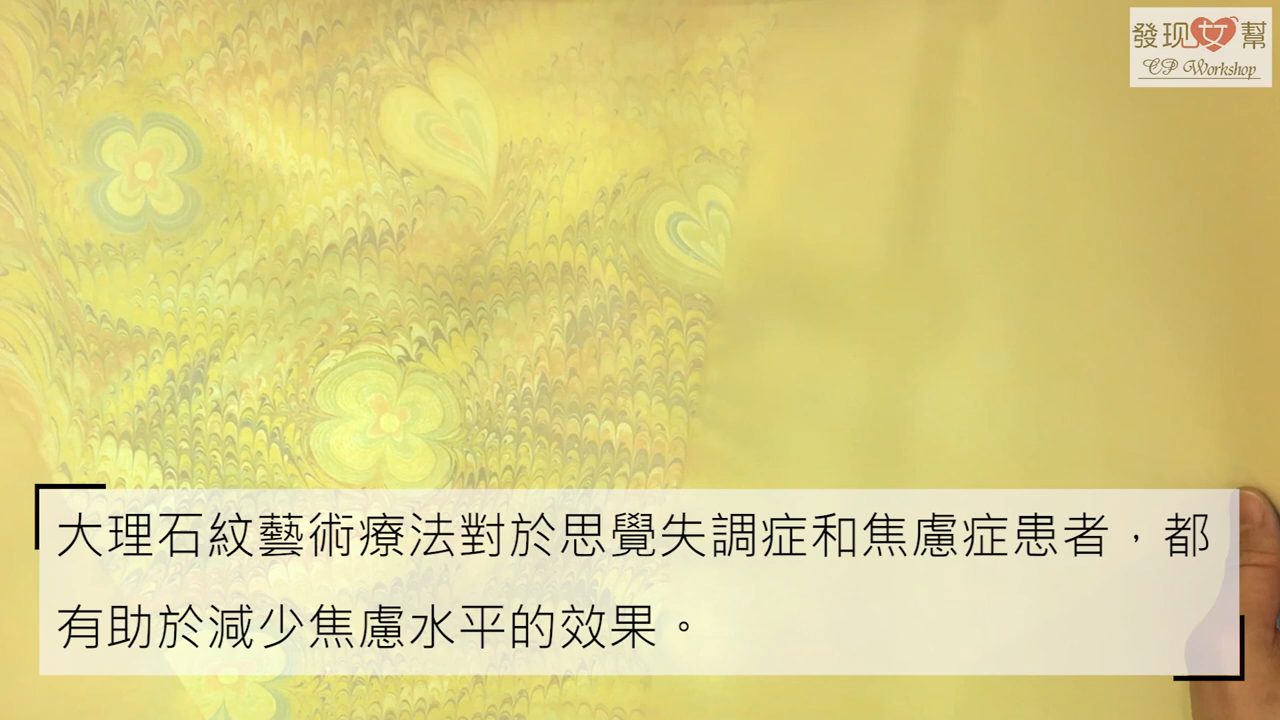 發现女幫
CP Workshop
大理石紋藝術療法對於思覺失調症和焦慮症患者，都
有助於減少焦慮水平的效果。